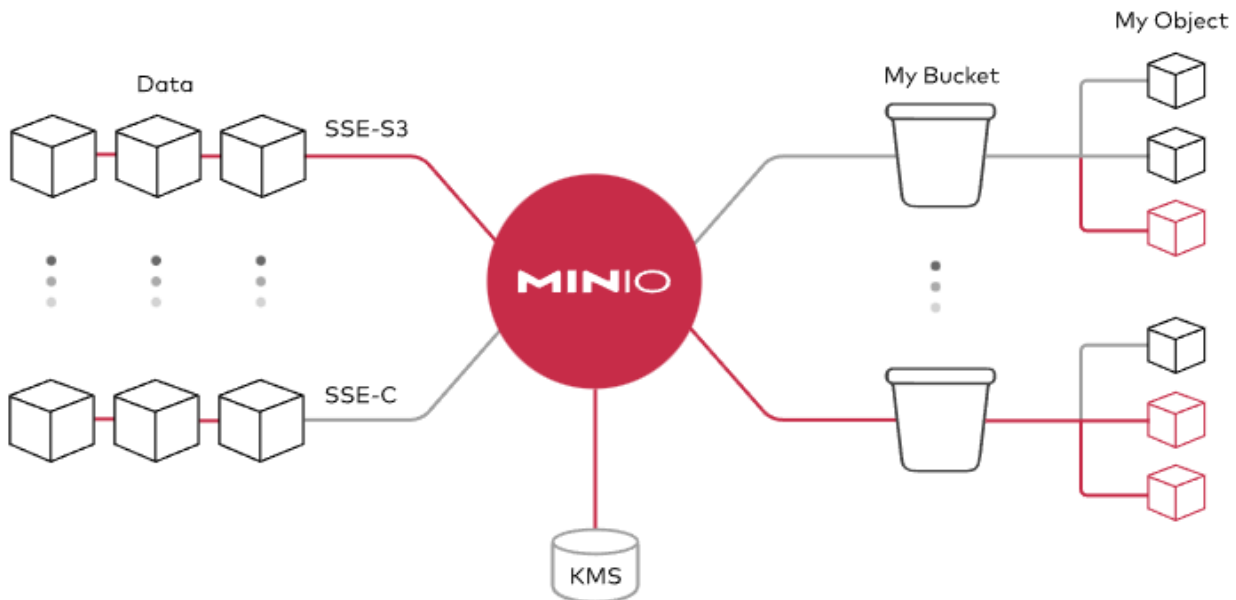 My Object
Data
My Bucket
SSE-S3
MINIO
SSE-C
KMS